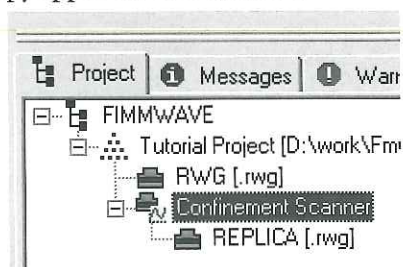 Project Messages Warr
FIMMWAVE
Tutorial Project [D:\work\Fm
RWG [.rwg]
Confinement Scanner
REPLICA [.rwg]